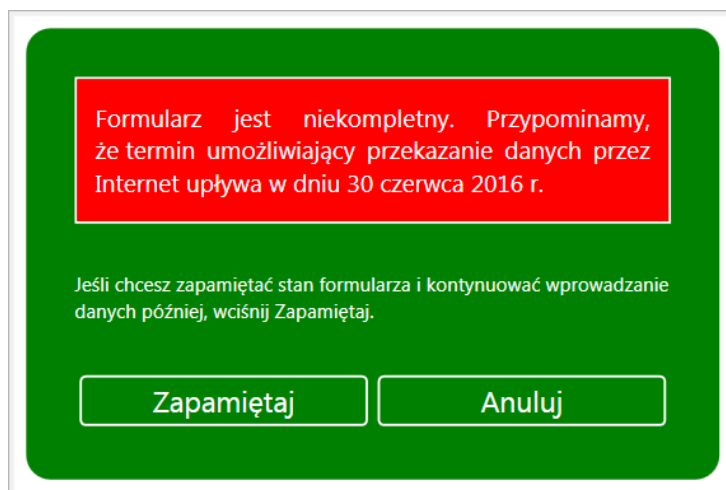 Formularz jest niekompletny. Przypominamy,
że termin umożliwiający przekazanie danych przez
Internet upływa w dniu 30 czerwca 2016 r.
Jeśli chcesz zapamiętać stan formularza i kontynuować wprowadzanie
danych później, wciśnij Zapamiętaj.
Zapamiętaj Anuluj